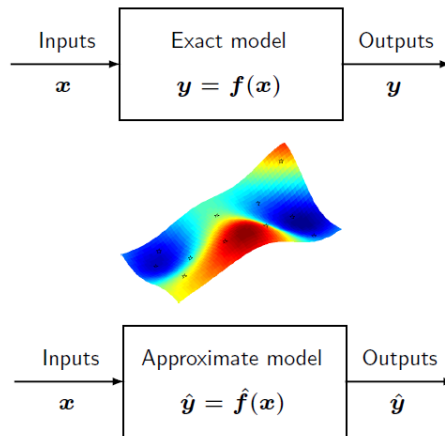 Inputs Exact model Outputs
x y = f(x) y
Inputs Approximate model Outputs
x ŷ = f̂(x) ŷ